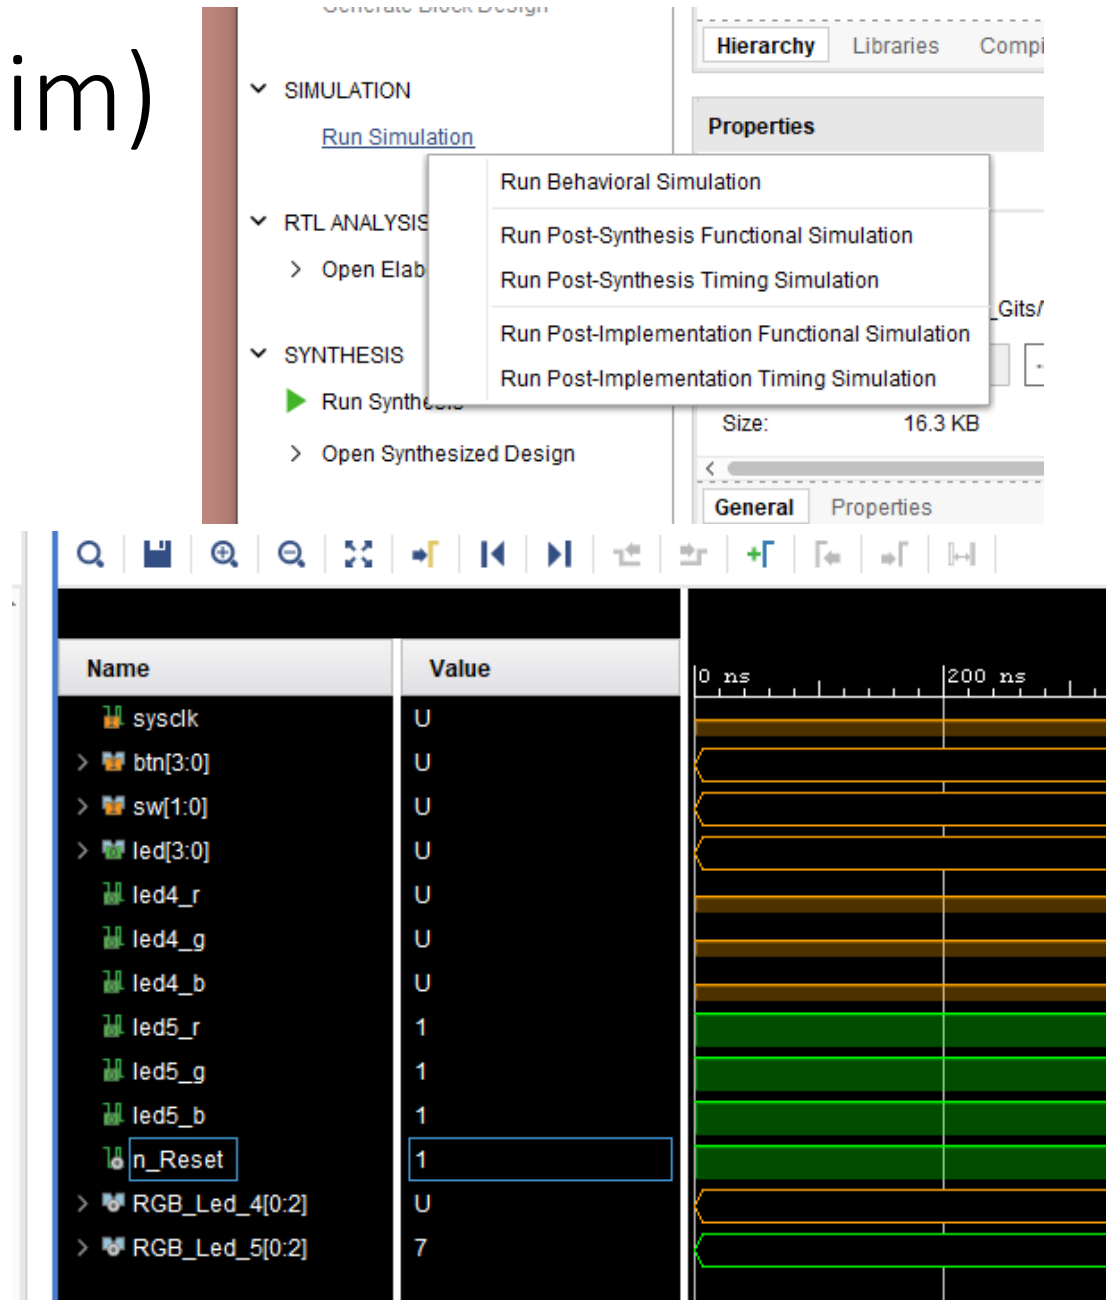 im)
Generate Block Design
SIMULATION
Run Simulation
RTL ANALYSIS
Open Elab
SYNTHESIS
Run Synthesis
Open Synthesized Design
Hierarchy Libraries Compi
Properties
Run Behavioral Simulation
Run Post-Synthesis Functional Simulation
Run Post-Synthesis Timing Simulation
Run Post-Implementation Functional Simulation
Run Post-Implementation Timing Simulation
_Gits/
Size: 16.3 KB
General Properties
Name Value
0 ns 200 ns
sysclk U
btn[3:0] U
sw[1:0] U
led[3:0] U
led4_r U
led4_g U
led4_b U
led5_r 1
led5_g 1
led5_b 1
n_Reset 1
RGB_Led_4[0:2] U
RGB_Led_5[0:2] 7